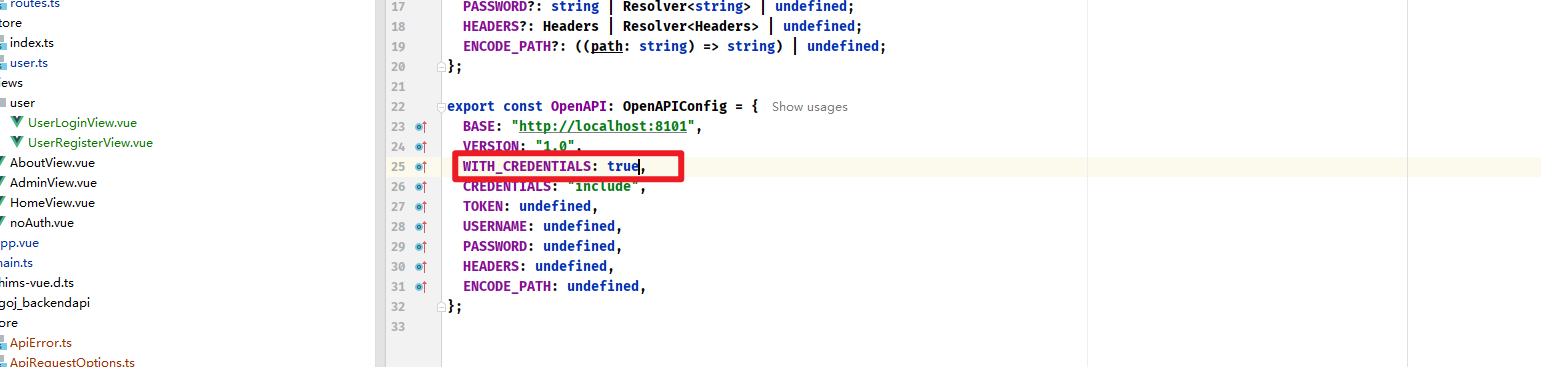 routes.ts
tore
index.ts
user.ts
iews
user
UserLoginView.vue
UserRegisterView.vue
AboutView.vue
AdminView.vue
HomeView.vue
noAuth.vue
pp.vue
nain.ts
hims-vue.d.ts
goj_backendapi
ore
ApiError.ts
ApiRequestOptions.ts
17 PASSWORD?: string | Resolver<string> | undefined;
18 HEADERS?: Headers | Resolver<Headers> | undefined;
19 ENCODE_PATH?: ((path: string) => string) | undefined;
20 };
21
22 export const OpenAPI: OpenAPIConfig = { Show usages
23 BASE: "http://localhost:8101",
24 VERSION: "1.0",
25 WITH_CREDENTIALS: true,
26 CREDENTIALS: "include",
27 TOKEN: undefined,
28 USERNAME: undefined,
29 PASSWORD: undefined,
30 HEADERS: undefined,
31 ENCODE_PATH: undefined,
32 };
33